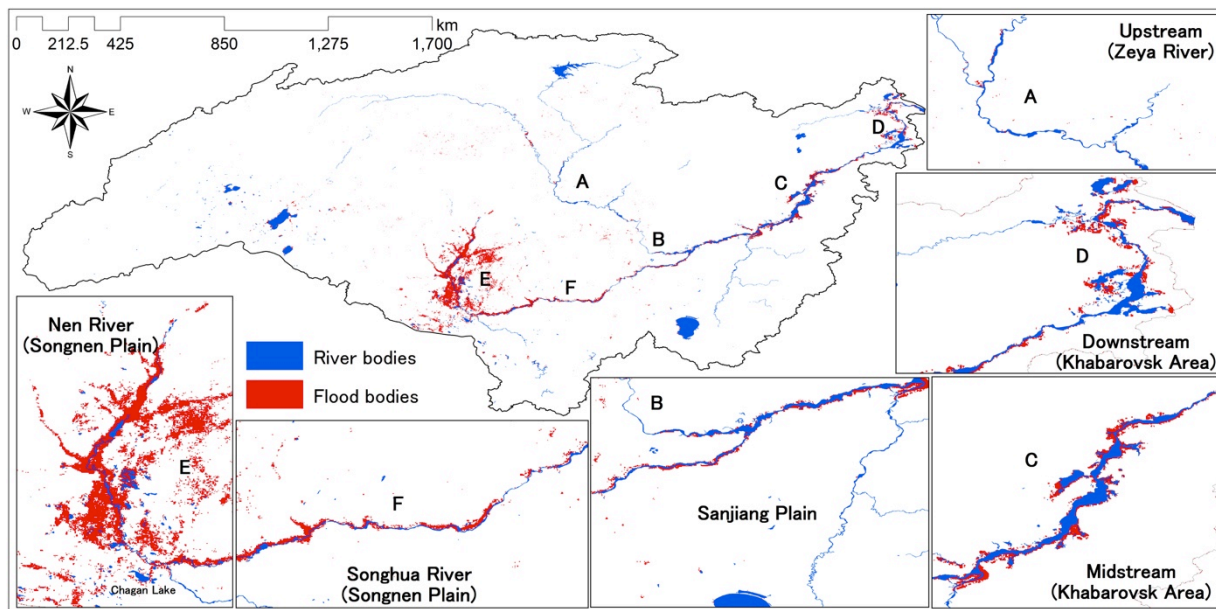 km
0 212.5 425 850 1,275 1,700
N
W E
S
A
B
C
D
E
F
River bodies
Flood bodies
Upstream
(Zeya River)
A
D
Downstream
(Khabarovsk Area)
Nen River
(Songnen Plain)
E
Chagan Lake
F
Songhua River
(Songnen Plain)
B
Sanjiang Plain
C
Midstream
(Khabarovsk Area)